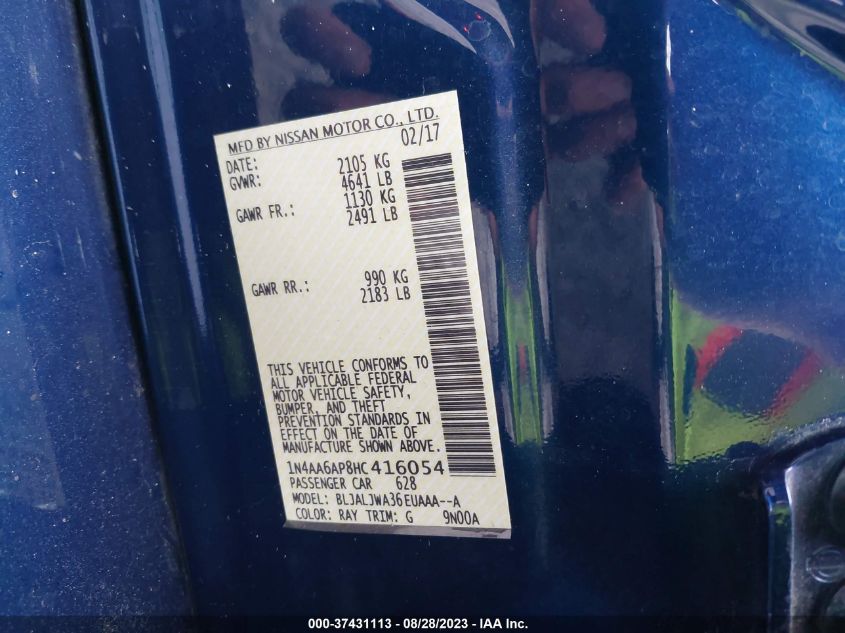 MFD BY NISSAN MOTOR CO., LTD.
DATE: 02/17
GVWR: 2105 KG
4641 LB
GAWR FR.: 1130 KG
2491 LB
GAWR RR.: 990 KG
2183 LB
THIS VEHICLE CONFORMS TO
ALL APPLICABLE FEDERAL
MOTOR VEHICLE SAFETY,
BUMPER, AND THEFT
PREVENTION STANDARDS IN
EFFECT ON THE DATE OF
MANUFACTURE SHOWN ABOVE.
1N4AA6AP8HC416054
PASSENGER CAR 628
MODEL: BLJALJWA36EUAAA--A
COLOR: RAY TRIM: G 9N00A
000-37431113 - 08/28/2023 - IAA Inc.